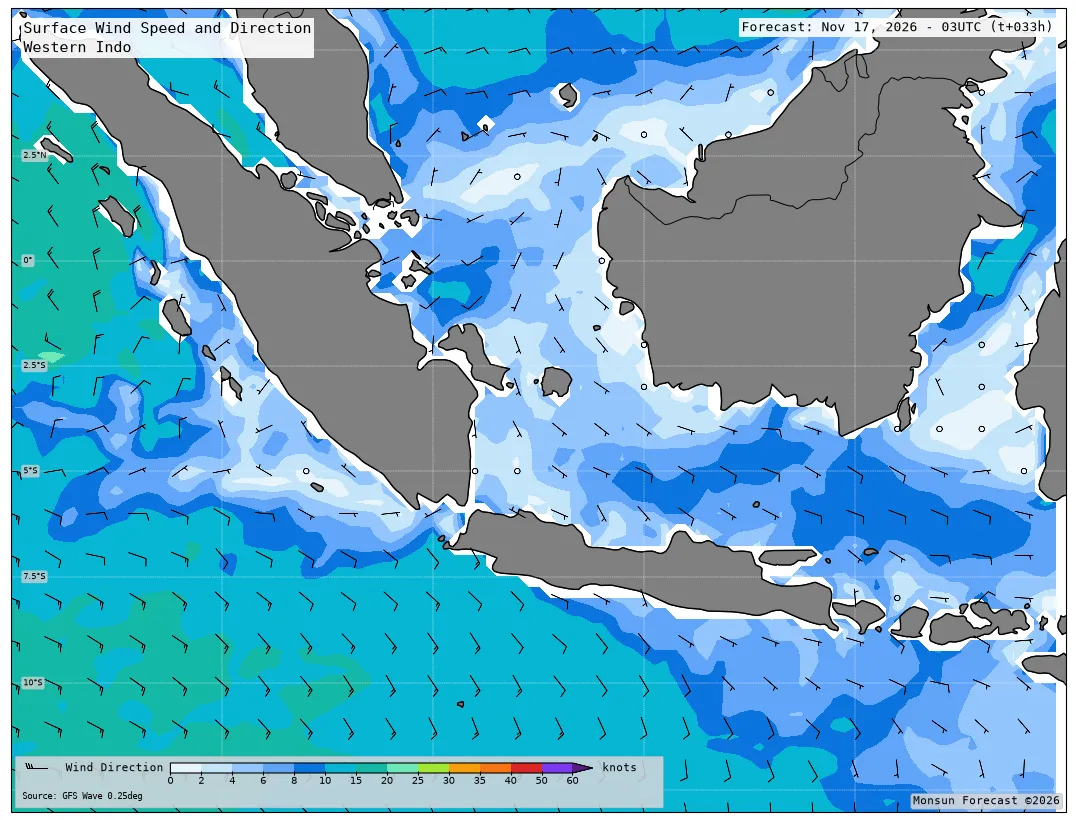 Surface Wind Speed and Direction
Western Indo
Forecast: Nov 17, 2026 - 03UTC (t+033h)
2.5°N
0°
2.5°S
5°S
7.5°S
10°S
Wind Direction
0 2 4 6 8 10 15 20 25 30 35 40 50 60
knots
Source: GFS Wave 0.25deg
Monsun Forecast ©2026